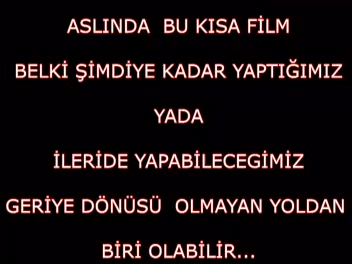 ASLINDA BU KISA FİLM
BELKİ ŞİMDİYE KADAR YAPTIĞIMIZ
YADA
İLERİDE YAPABİLECEGİMİZ
GERİYE DÖNÜSÜ OLMAYAN YOLDAN
BİRİ OLABİLİR...